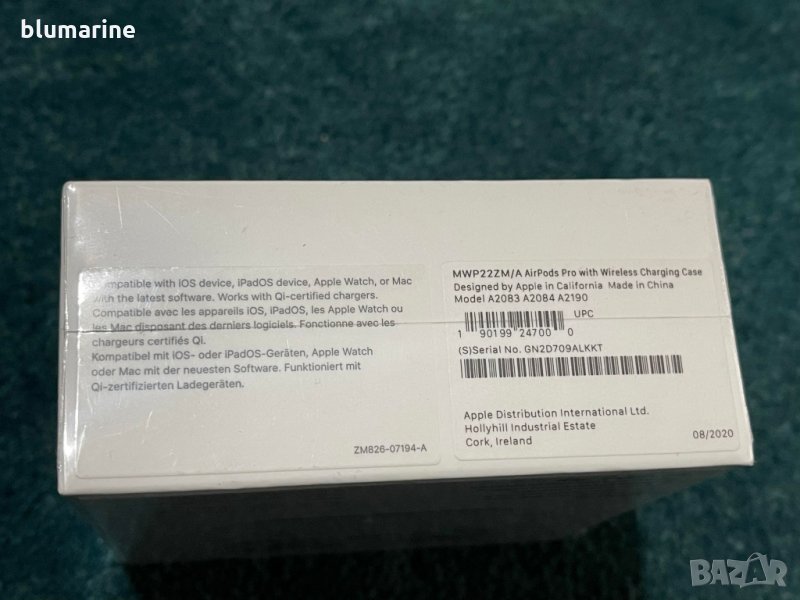 blumarine
Compatible with iOS device, iPadOS device, Apple Watch, or Mac
with the latest software. Works with Qi-certified chargers.
Compatible avec les appareils iOS, iPadOS, les Apple Watch ou
les Mac disposant des derniers logiciels. Fonctionne avec les
chargeurs certifiés Qi.
Kompatibel mit iOS- oder iPadOS-Geräten, Apple Watch
oder Mac mit der neuesten Software. Funktioniert mit
Qi-zertifizierten Ladegeräten.
ZM826-07194-A
MWP22ZM/A AirPods Pro with Wireless Charging Case
Designed by Apple in California Made in China
Model A2083 A2084 A2190
UPC
1 90199 24700 0
(S)Serial No. GN2D709ALKKT
Apple Distribution International Ltd.
Hollyhill Industrial Estate
Cork, Ireland
08/2020
BAZAR